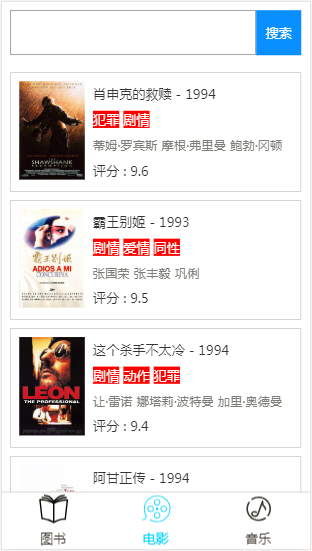 搜索
肖申克的救赎 - 1994
犯罪 剧情
蒂姆·罗宾斯 摩根·弗里曼 鲍勃·冈顿
评分 : 9.6
SHAWSHANK
REDEMPTION
霸王别姬 - 1993
剧情 爱情 同性
张国荣 张丰毅 巩俐
评分 : 9.5
霸王别姬
ADIOS A MI
CONCUBINA
这个杀手不太冷 - 1994
剧情 动作 犯罪
让·雷诺 娜塔莉·波特曼 加里·奥德曼
评分 : 9.4
LEON
THE PROFESSIONAL
阿甘正传 - 1994
图书 电影 音乐